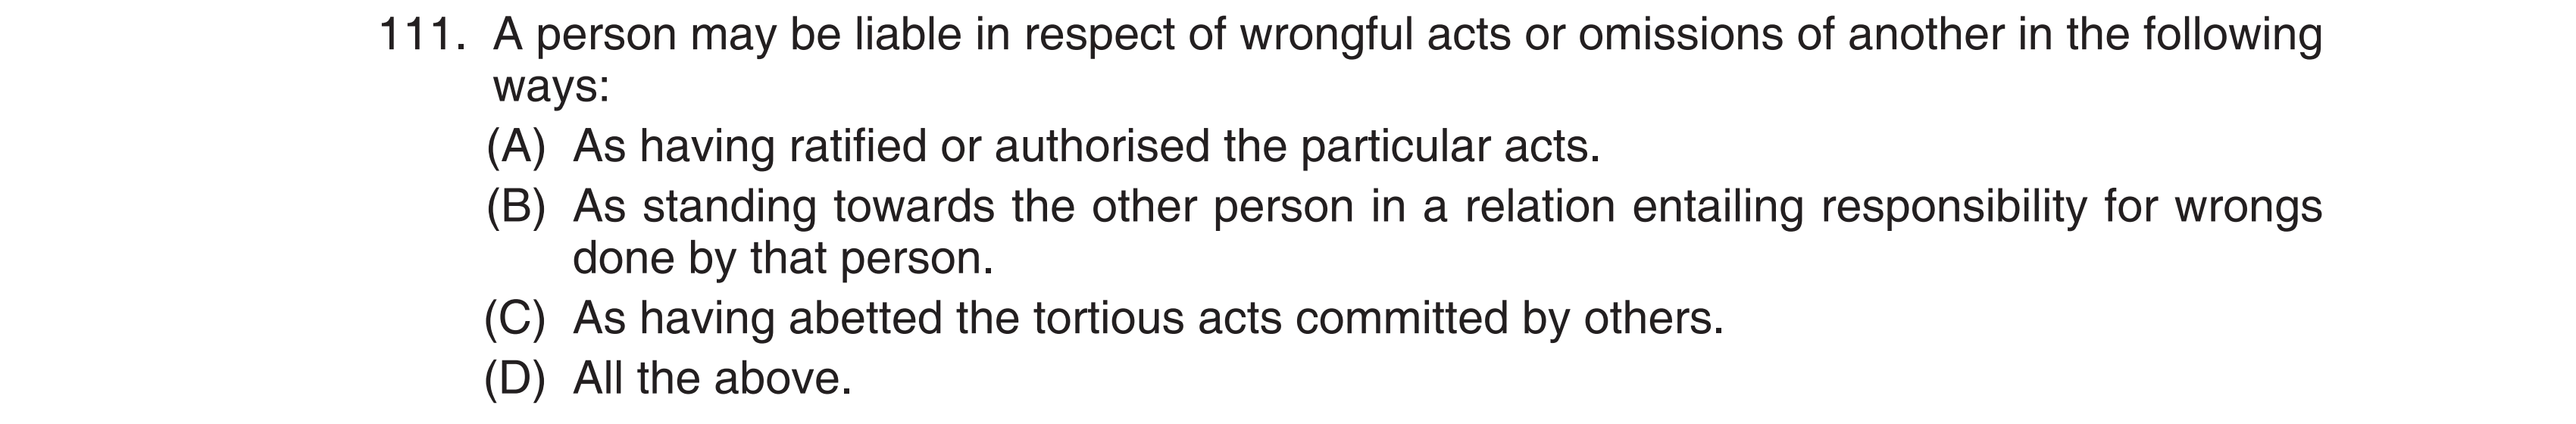 111. A person may be liable in respect of wrongful acts or omissions of another in the following
ways:
(A) As having ratified or authorised the particular acts.
(B) As standing towards the other person in a relation entailing responsibility for wrongs
done by that person.
(C) As having abetted the tortious acts committed by others.
(D) All the above.